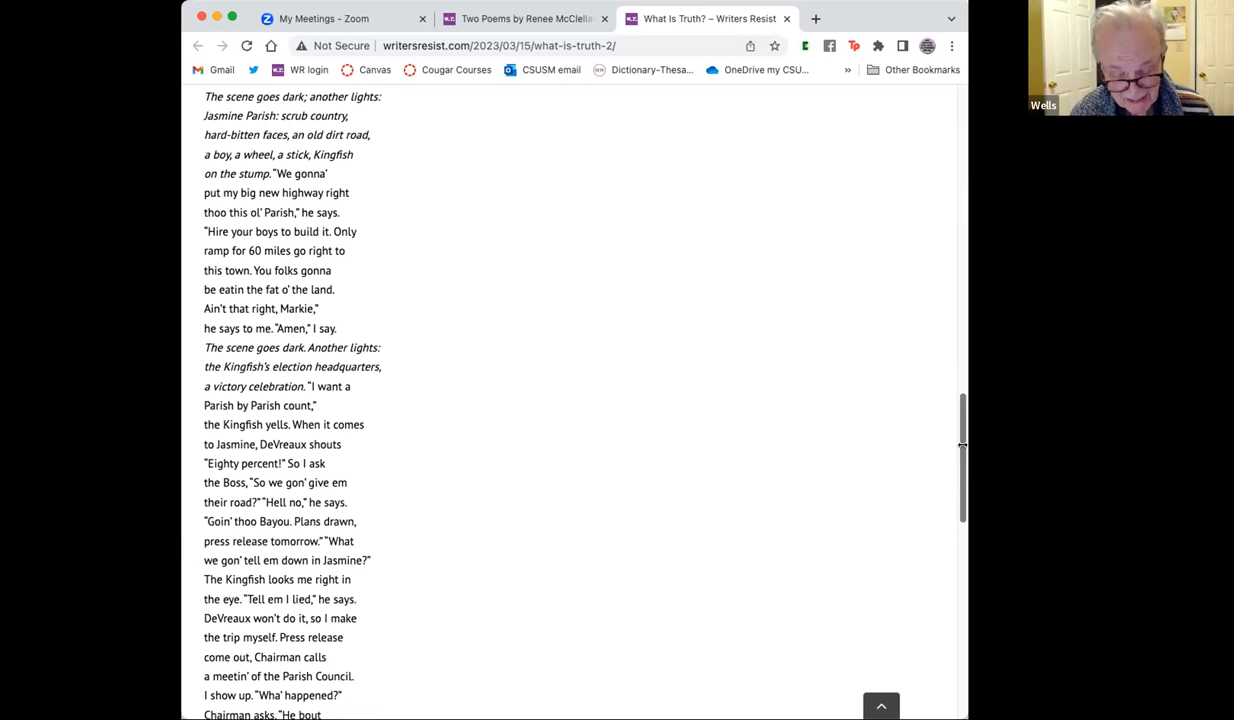 My Meetings - Zoom
Two Poems by Renee McClella
What Is Truth? – Writers Resist
Not Secure
writersresist.com/2023/03/15/what-is-truth-2/
Gmail
WR login
Canvas
Cougar Courses
CSUSM email
Dictionary-Thesa...
OneDrive my CSU...
»
Other Bookmarks
Wells
The scene goes dark; another lights:
Jasmine Parish: scrub country,
hard-bitten faces, an old dirt road,
a boy, a wheel, a stick, Kingfish
on the stump. “We gonna’
put my big new highway right
thoo this ol’ Parish,” he says.
“Hire your boys to build it. Only
ramp for 60 miles go right to
this town. You folks gonna
be eatin the fat o’ the land.
Ain’t that right, Markie,”
he says to me. “Amen,” I say.
The scene goes dark. Another lights:
the Kingfish’s election headquarters,
a victory celebration. “I want a
Parish by Parish count,”
the Kingfish yells. When it comes
to Jasmine, DeVreaux shouts
“Eighty percent!” So I ask
the Boss, “So we gon’ give em
their road?” “Hell no,” he says.
“Goin’ thoo Bayou. Plans drawn,
press release tomorrow.” “What
we gon’ tell em down in Jasmine?”
The Kingfish looks me right in
the eye. “Tell em I lied,” he says.
DeVreaux won’t do it, so I make
the trip myself. Press release
come out, Chairman calls
a meetin’ of the Parish Council.
I show up. “Wha’ happened?”
Chairman asks. “He bout